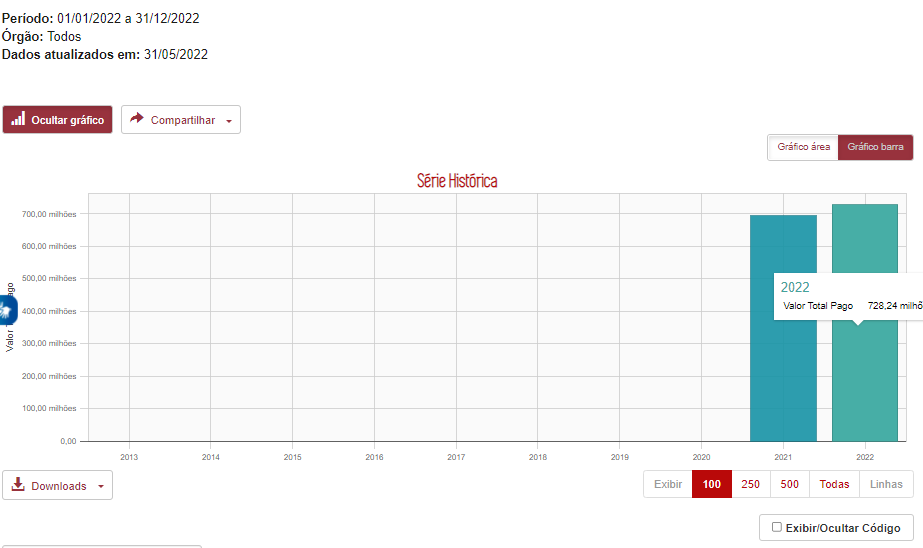 Período: 01/01/2022 a 31/12/2022
Órgão: Todos
Dados atualizados em: 31/05/2022
Ocultar gráfico
Compartilhar
Gráfico área
Gráfico barra
Série Histórica
700,00 milhões
600,00 milhões
500,00 milhões
400,00 milhões
300,00 milhões
200,00 milhões
100,00 milhões
0,00
Valor
ago
2022
Valor Total Pago 728,24 milhõ
2013 2014 2015 2016 2017 2018 2019 2020 2021 2022
Downloads
Exibir 100 250 500 Todas Linhas
Exibir/Ocultar Código